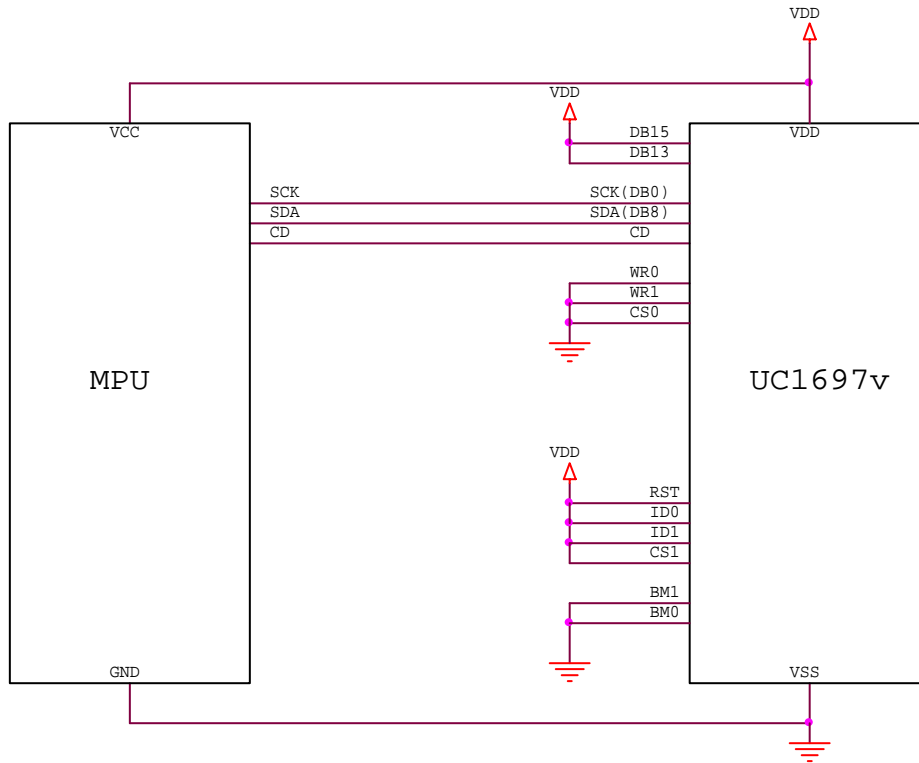 VDD
VDD
VCC
VDD
DB15
DB13
SCK
SCK(DB0)
SDA
SDA(DB8)
CD
CD
WR0
WR1
CS0
MPU
UC1697v
VDD
RST
ID0
ID1
CS1
BM1
BM0
GND
VSS